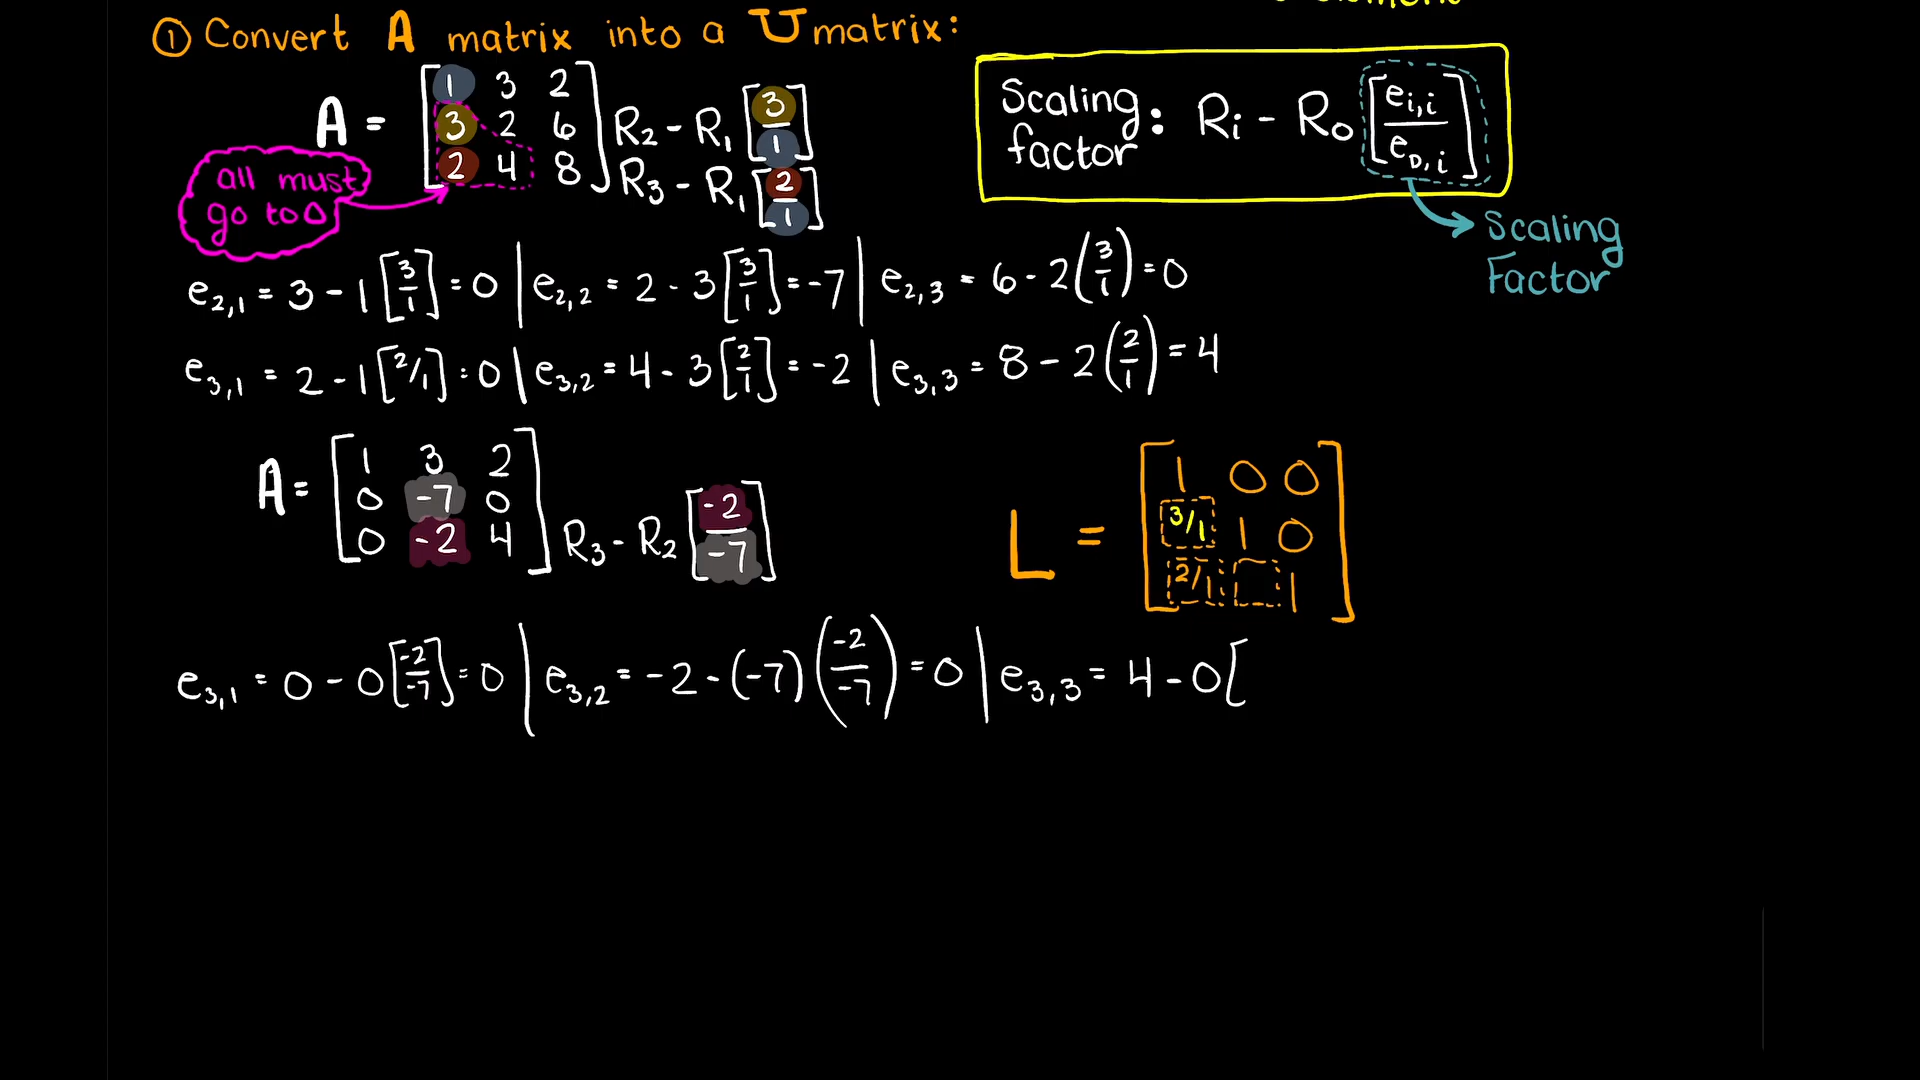 ① Convert A matrix into a U matrix:
A = [1 3 2
3 2 6
2 4 8]
R₂ - R₁ [3/1]
R₃ - R₁ [2/1]
all must
go to 0
Scaling factor: Rᵢ - R₀ [e_{i,i} / e_{D,i}]
Scaling
Factor
e₂,₁ = 3 - 1 [3/1] = 0 | e₂,₂ = 2 - 3 [3/1] = -7 | e₂,₃ = 6 - 2 (3/1) = 0
e₃,₁ = 2 - 1 [2/1] = 0 | e₃,₂ = 4 - 3 [2/1] = -2 | e₃,₃ = 8 - 2 (2/1) = 4
A = [1 3 2
0 -7 0
0 -2 4]
R₃ - R₂ [-2/-7]
L = [1 0 0
3/1 1 0
2/1 1]
e₃,₁ = 0 - 0 [-2/-7] = 0 | e₃,₂ = -2 - (-7) (-2/-7) = 0 | e₃,₃ = 4 - 0 [